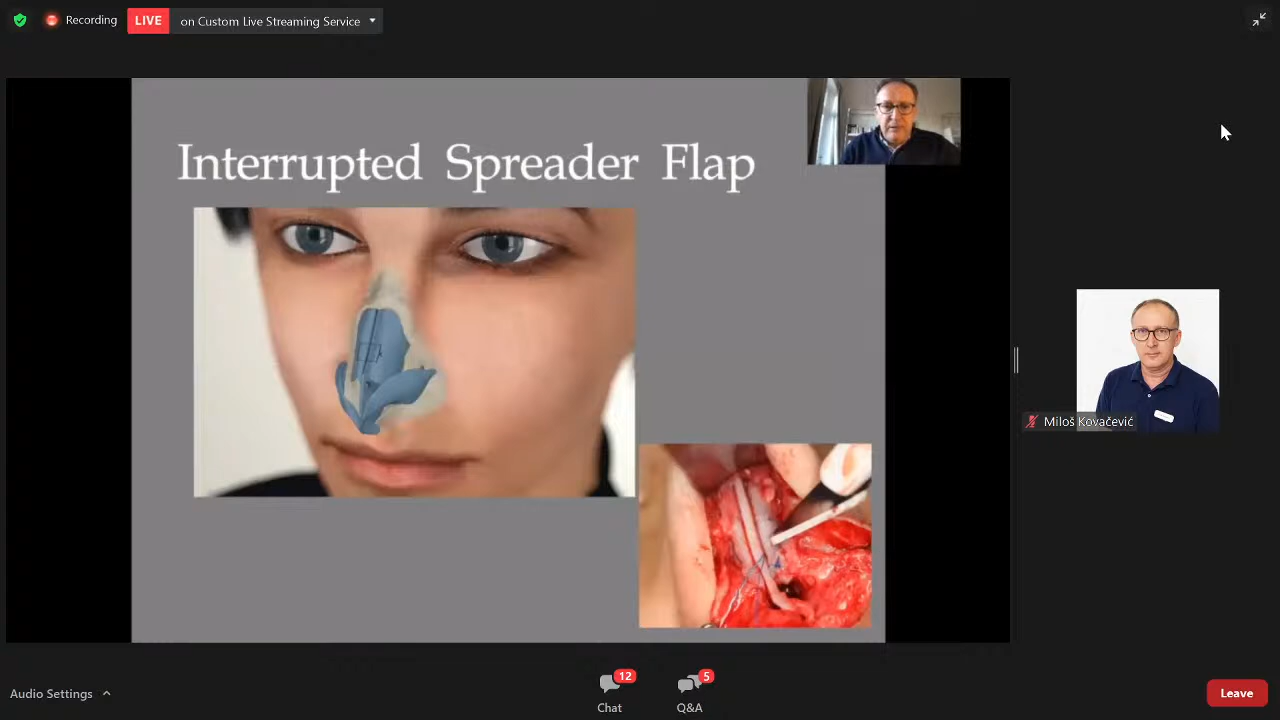 Recording
LIVE
on Custom Live Streaming Service
Interrupted Spreader Flap
Miloš Kovačević
Audio Settings
12
Chat
5
Q&A
Leave